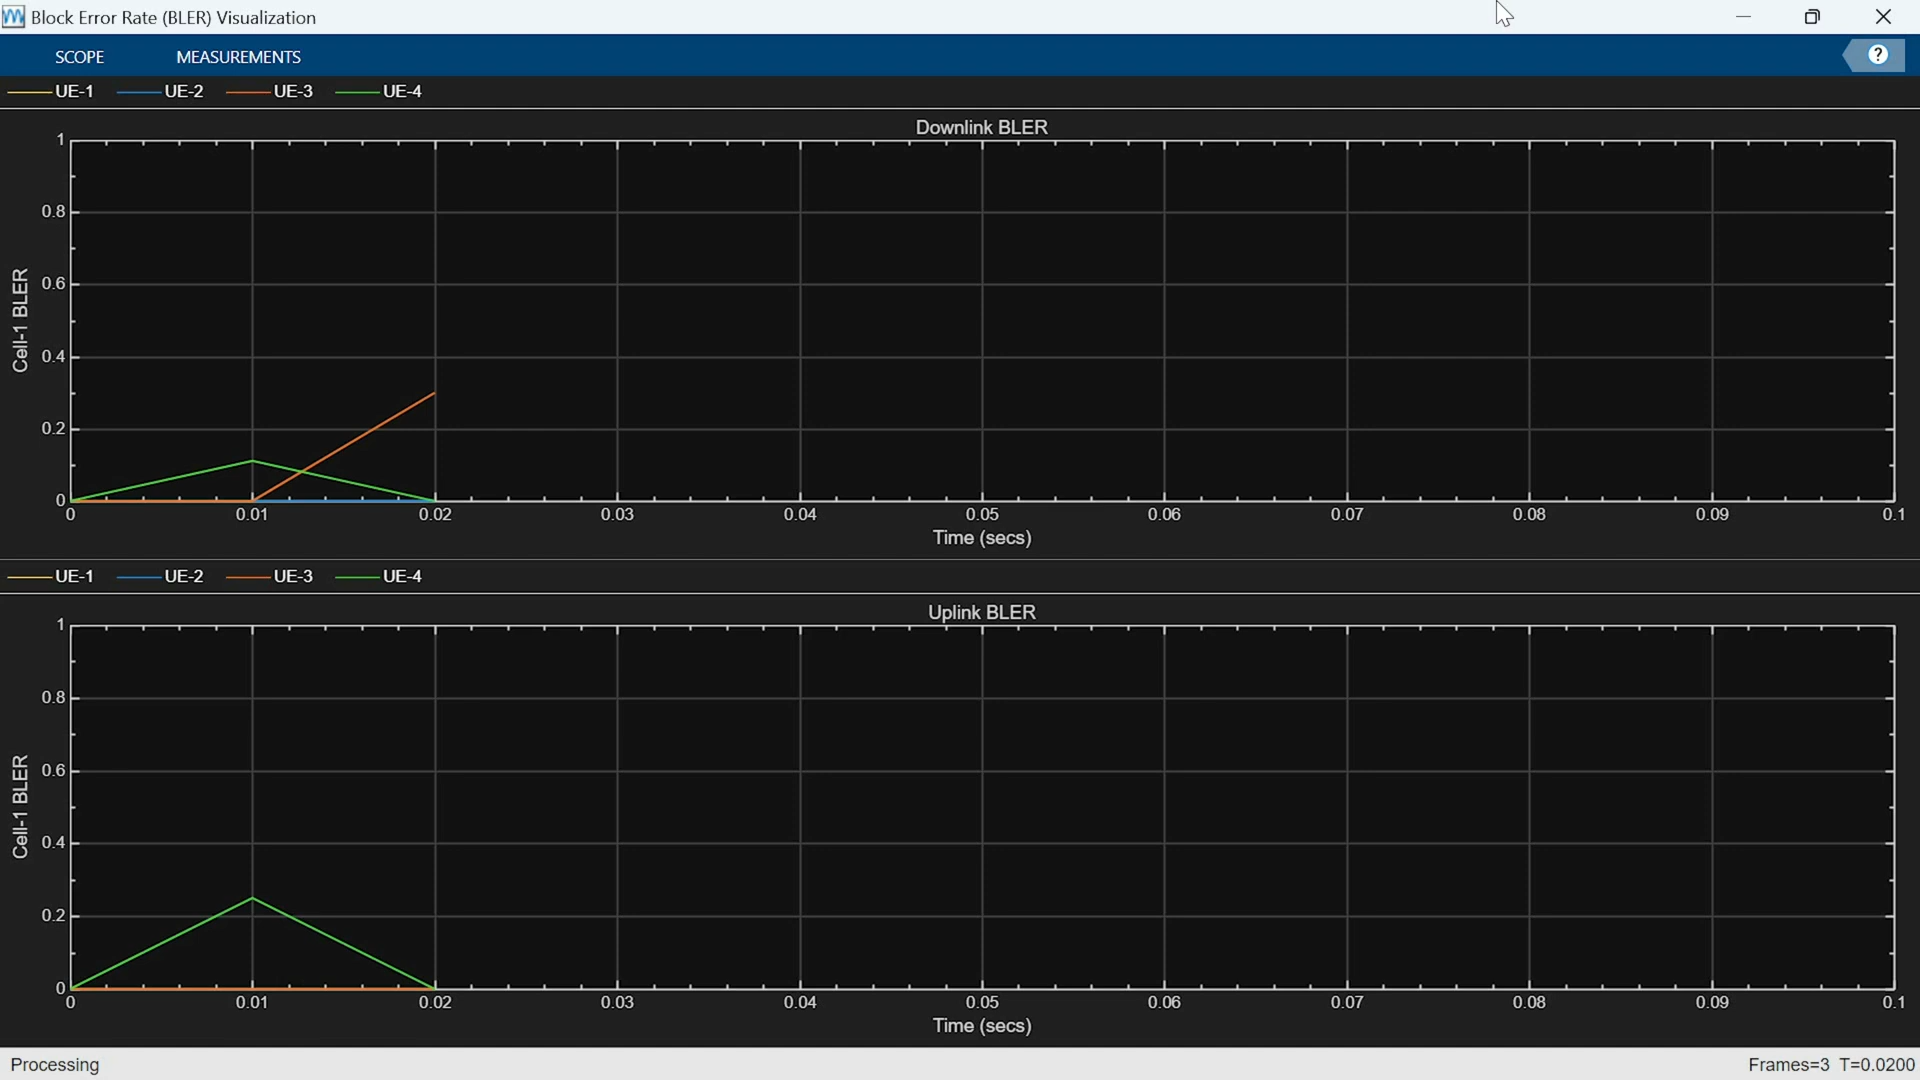 Block Error Rate (BLER) Visualization
SCOPE MEASUREMENTS ?
UE-1 UE-2 UE-3 UE-4
Downlink BLER
1
0.8
0.6
0.4
0.2
0
Cell-1 BLER
0 0.01 0.02 0.03 0.04 0.05 0.06 0.07 0.08 0.09 0.1
Time (secs)
UE-1 UE-2 UE-3 UE-4
Uplink BLER
1
0.8
0.6
0.4
0.2
0
Cell-1 BLER
0 0.01 0.02 0.03 0.04 0.05 0.06 0.07 0.08 0.09 0.1
Time (secs)
Processing Frames=3 T=0.0200